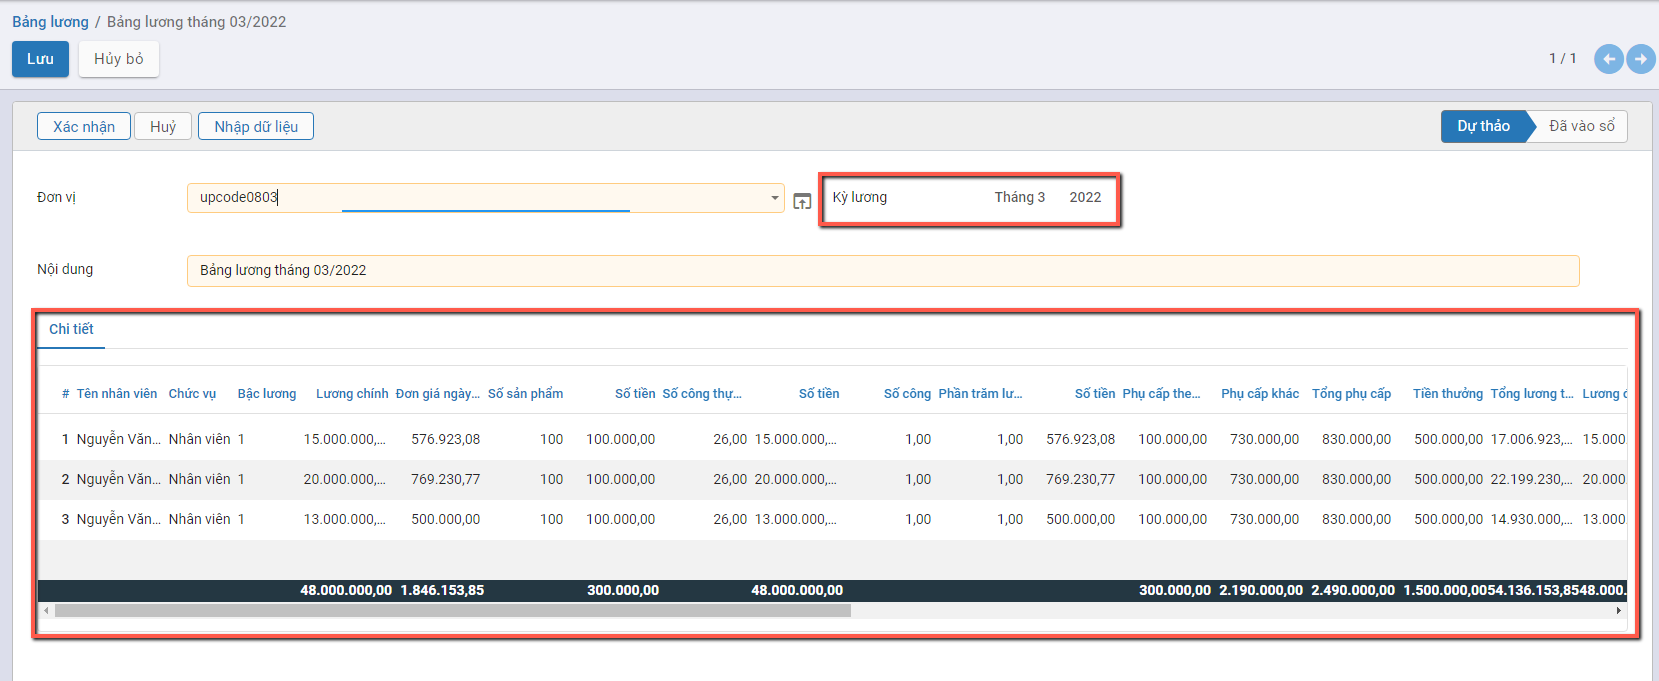 Bảng lương / Bảng lương tháng 03/2022
Lưu Hủy bỏ 1 / 1
Xác nhận Huỷ Nhập dữ liệu Dự thảo Đã vào sổ
Đơn vị upcode0803 Kỳ lương Tháng 3 2022
Nội dung Bảng lương tháng 03/2022
Chi tiết
# Tên nhân viên Chức vụ Bậc lương Lương chính Đơn giá ngày... Số sản phẩm Số tiền Số công thự... Số tiền Số công Phần trăm lư... Số tiền Phụ cấp the... Phụ cấp khác Tổng phụ cấp Tiền thưởng Tổng lương t... Lương
1 Nguyễn Văn... Nhân viên 1 15.000.000,... 576.923,08 100 100.000,00 26,00 15.000.000,... 1,00 1,00 576.923,08 100.000,00 730.000,00 830.000,00 500.000,00 17.006.923,... 15.000.
2 Nguyễn Văn... Nhân viên 1 20.000.000,... 769.230,77 100 100.000,00 26,00 20.000.000,... 1,00 1,00 769.230,77 100.000,00 730.000,00 830.000,00 500.000,00 22.199.230,... 20.000.
3 Nguyễn Văn... Nhân viên 1 13.000.000,... 500.000,00 100 100.000,00 26,00 13.000.000,... 1,00 1,00 500.000,00 100.000,00 730.000,00 830.000,00 500.000,00 14.930.000,... 13.000.
48.000.000,00 1.846.153,85 300.000,00 48.000.000,00 300.000,00 2.190.000,00 2.490.000,00 1.500.000,00 54.136.153,85 48.000.